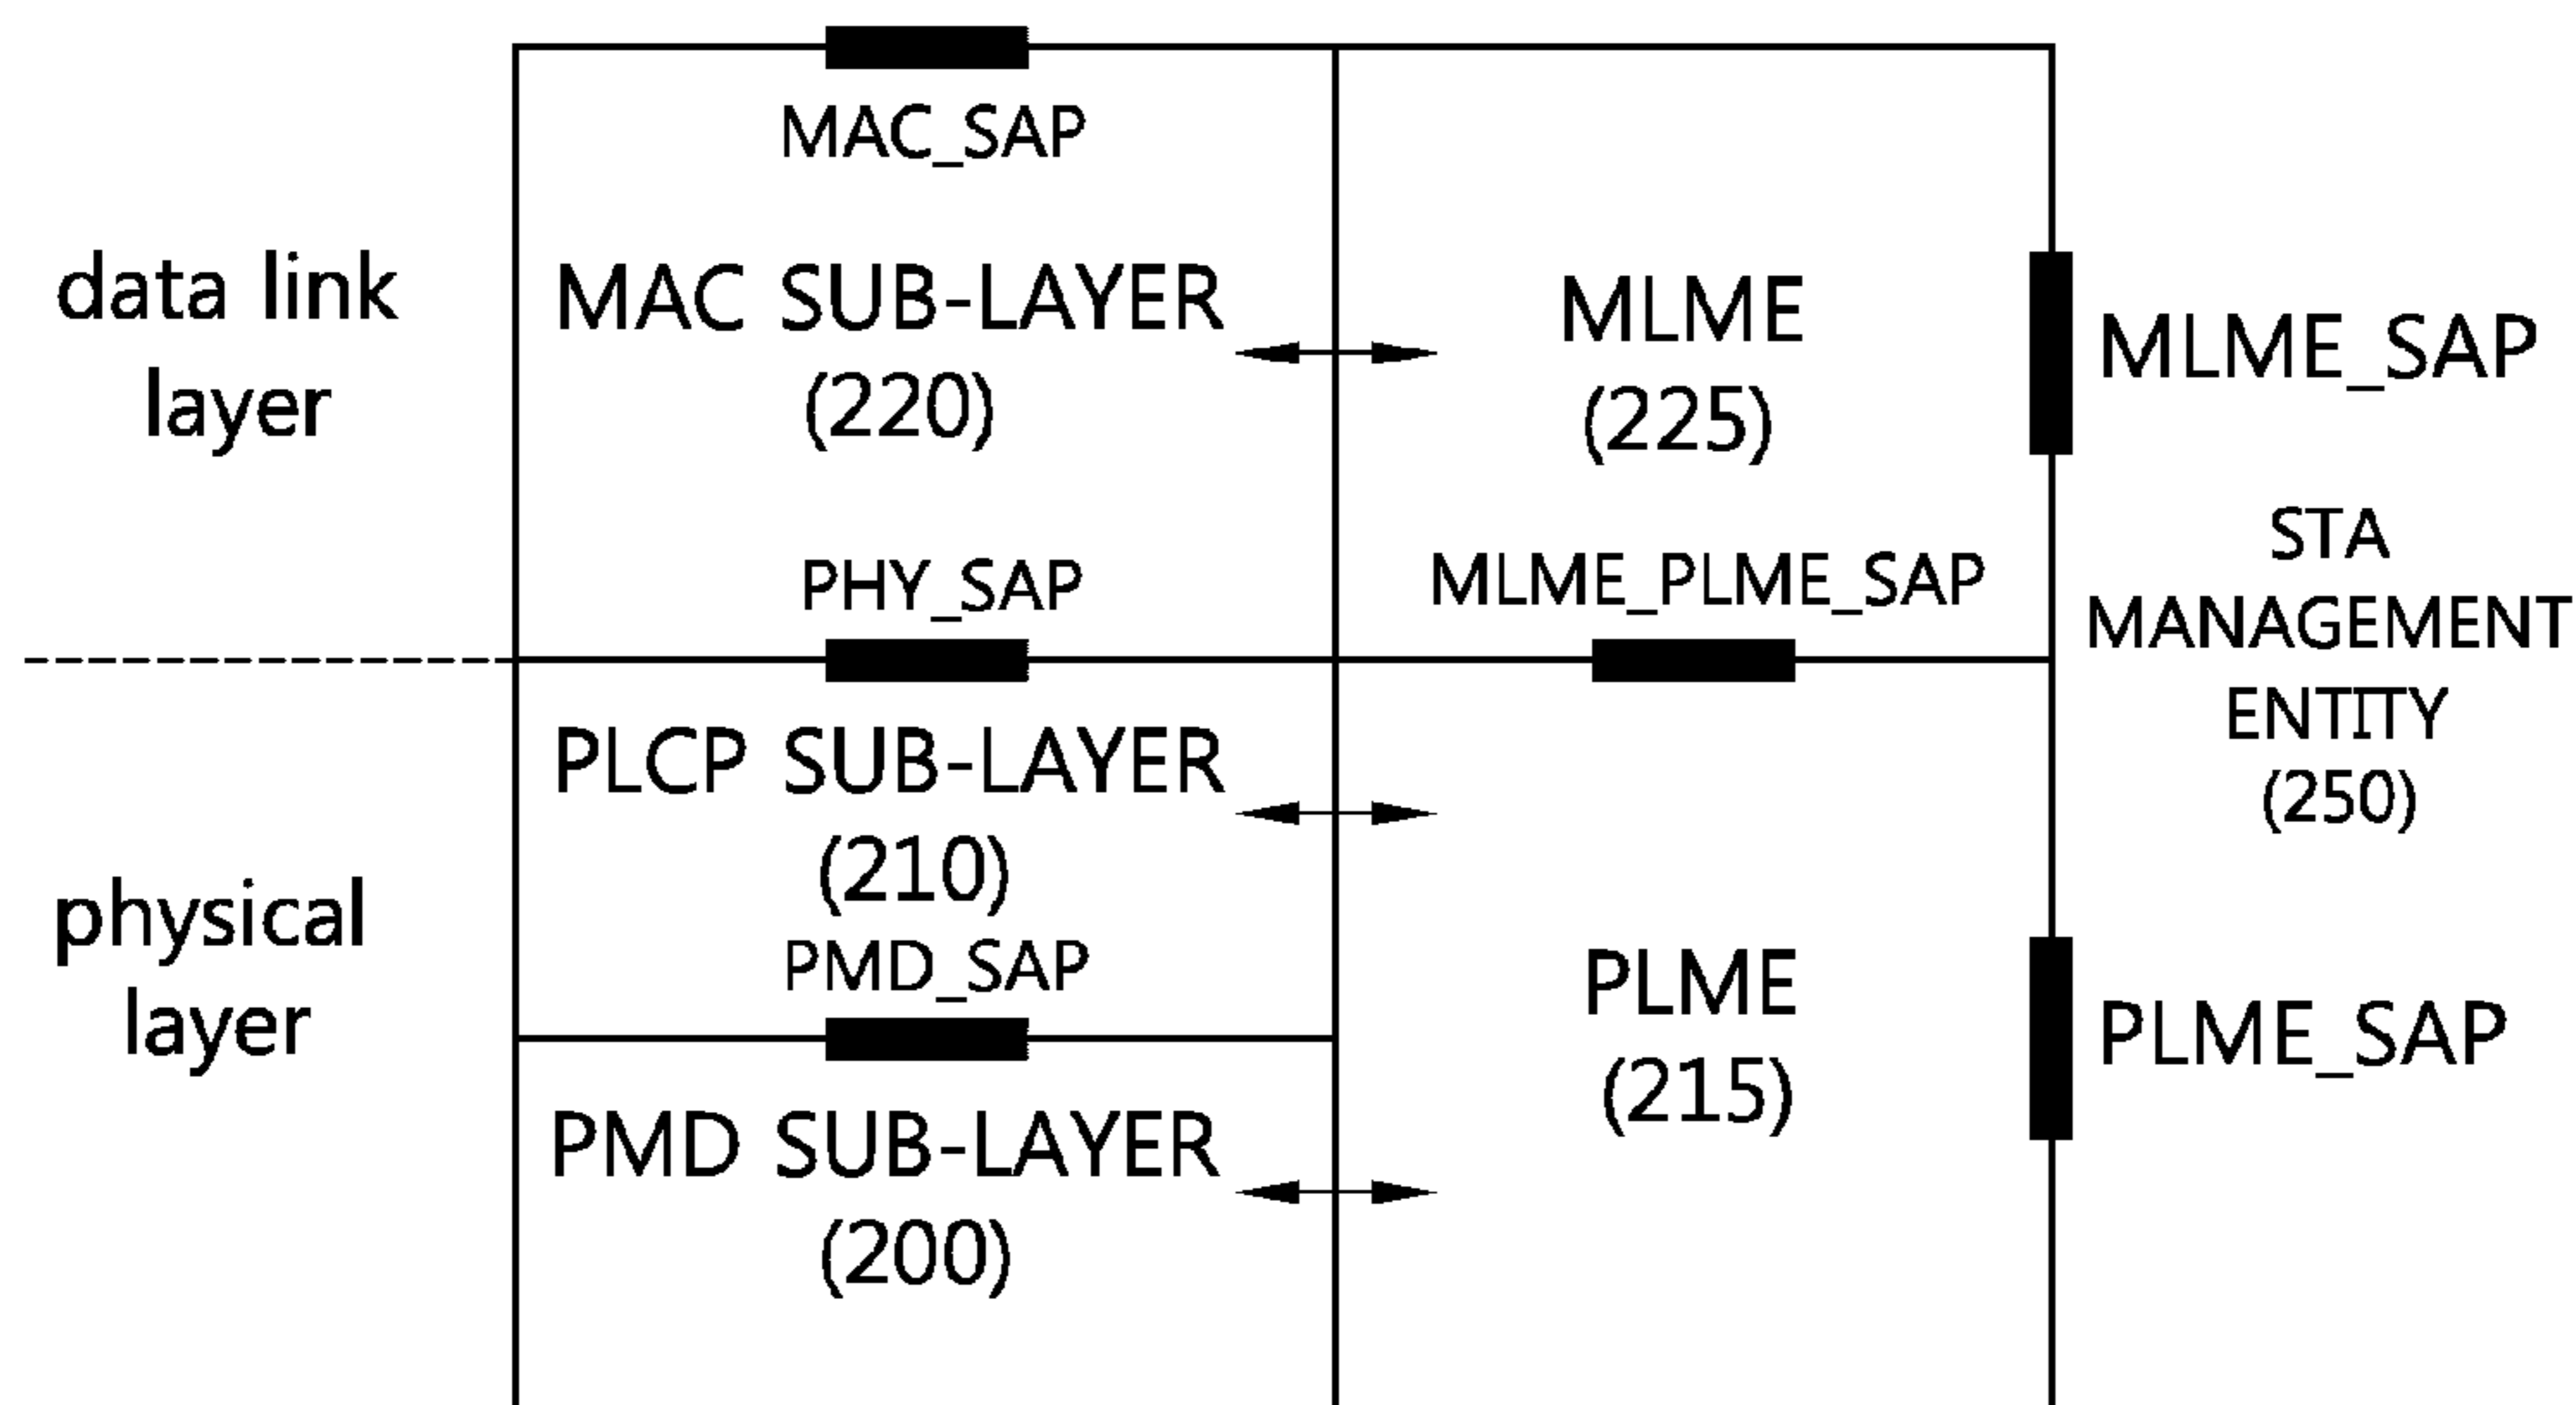 MAC_SAP
data link
layer
MAC SUB-LAYER
(220)
MLME
(225)
MLME_SAP
PHY_SAP
MLME_PLME_SAP
STA
MANAGEMENT
ENTITY
(250)
PLCP SUB-LAYER
(210)
physical
layer
PMD_SAP
PLME
(215)
PLME_SAP
PMD SUB-LAYER
(200)